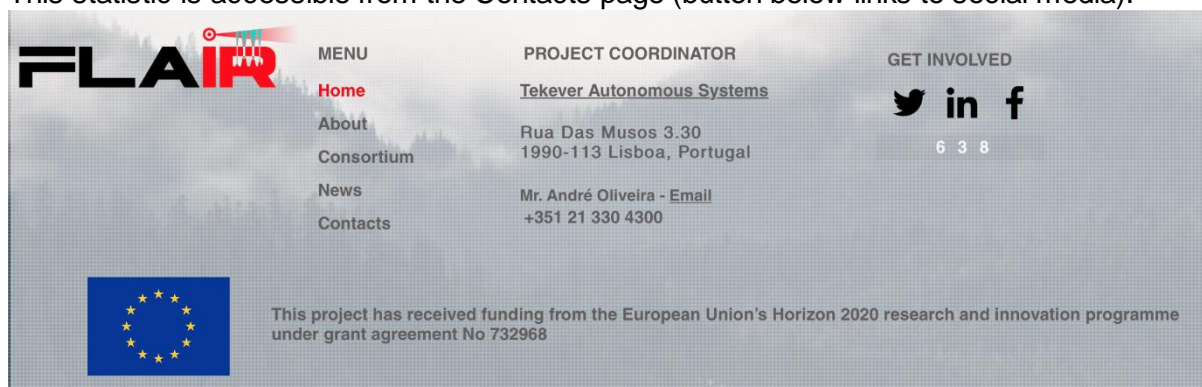 This statistic is accessible from the Contacts page (button below links to social media).
FLAIR
MENU
Home
About
Consortium
News
Contacts
PROJECT COORDINATOR
Tekever Autonomous Systems
Rua Das Musos 3.30
1990-113 Lisboa, Portugal
Mr. André Oliveira - Email
+351 21 330 4300
GET INVOLVED
6 3 8
This project has received funding from the European Union's Horizon 2020 research and innovation programme
under grant agreement No 732968